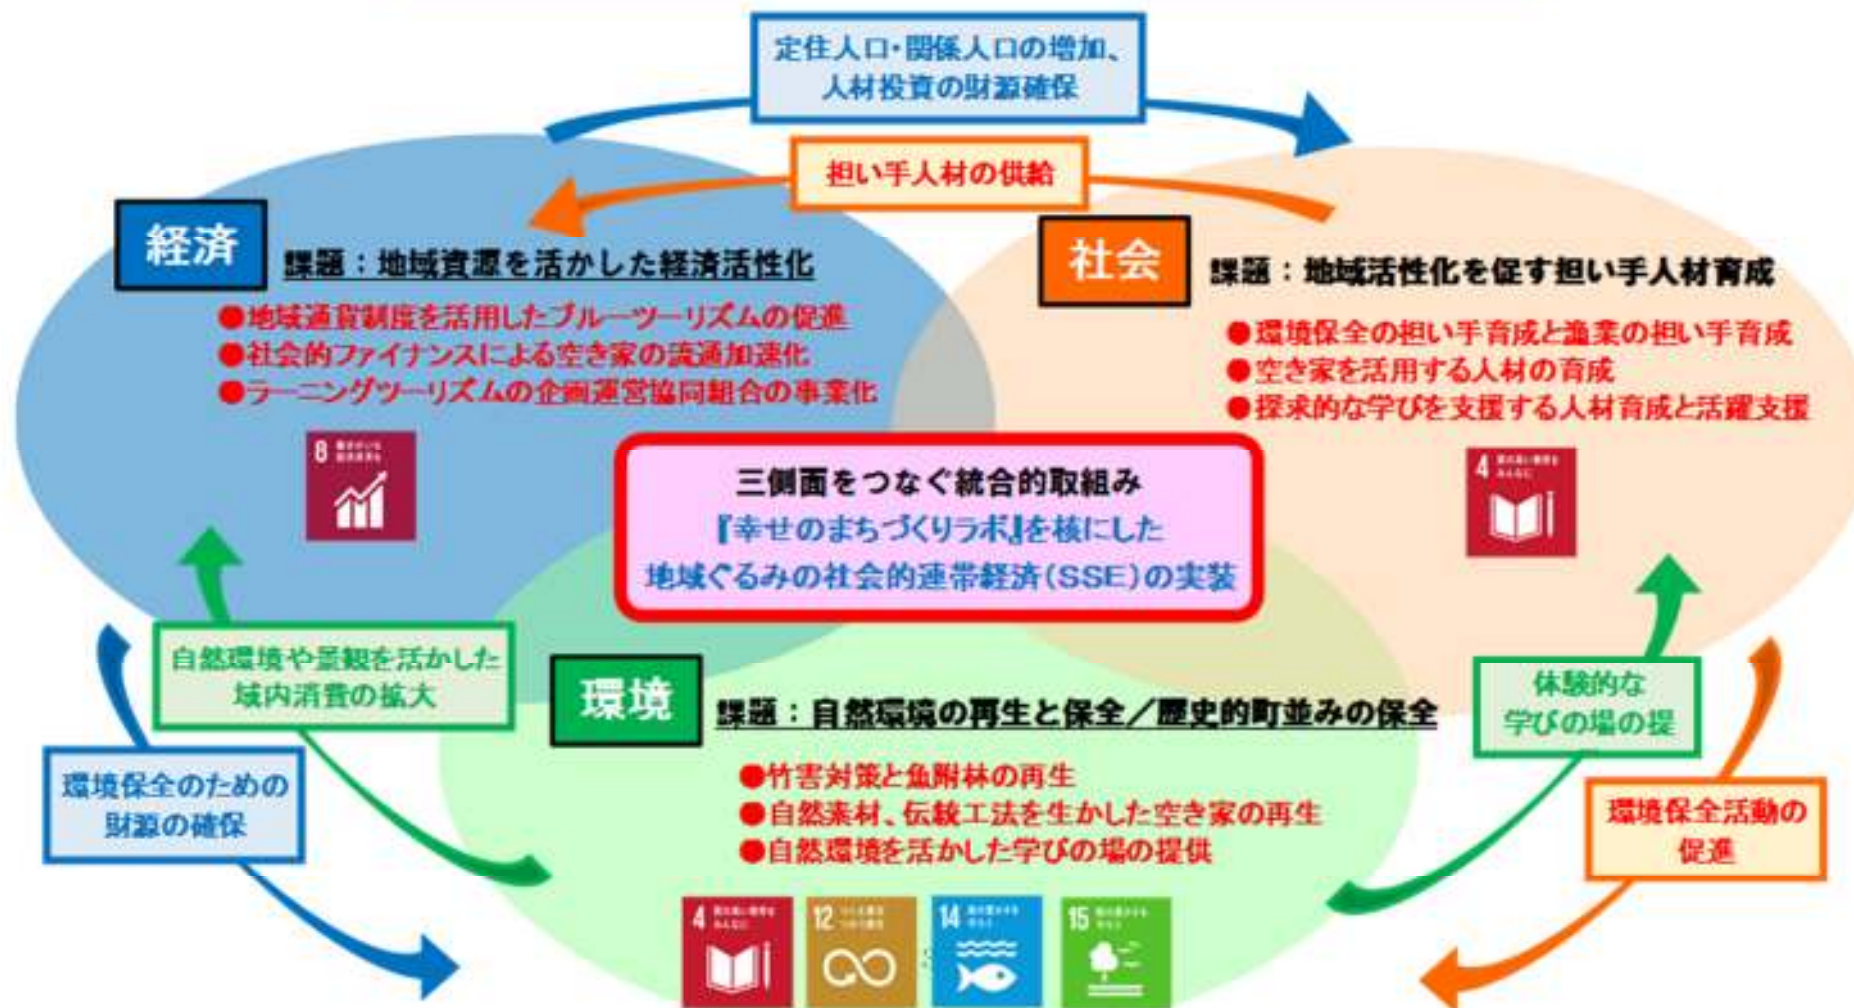 定住人口・関係人口の増加、
人材投資の財源確保
担い手人材の供給
経済
課題：地域資源を活かした経済活性化
●地域通貨制度を活用したブルーツーリズムの促進
●社会的ファイナンスによる空き家の流通加速化
●ラーニングツーリズムの企画運営協同組合の事業化
8
社会
課題：地域活性化を促す担い手人材育成
●環境保全の担い手育成と漁業の担い手育成
●空き家を活用する人材の育成
●探求的な学びを支援する人材育成と活躍支援
4
三側面をつなぐ統合的取組み
『幸せのまちづくりラボ』を核にした
地域ぐるみの社会的連帯経済（SSE）の実装
自然環境や景観を活かした
域内消費の拡大
環境保全のための
財源の確保
環境
課題：自然環境の再生と保全／歴史的町並みの保全
●竹害対策と魚附林の再生
●自然素材、伝統工法を生かした空き家の再生
●自然環境を活かした学びの場の提供
4
12
14
15
体験的な
学びの場の提
環境保全活動の
促進